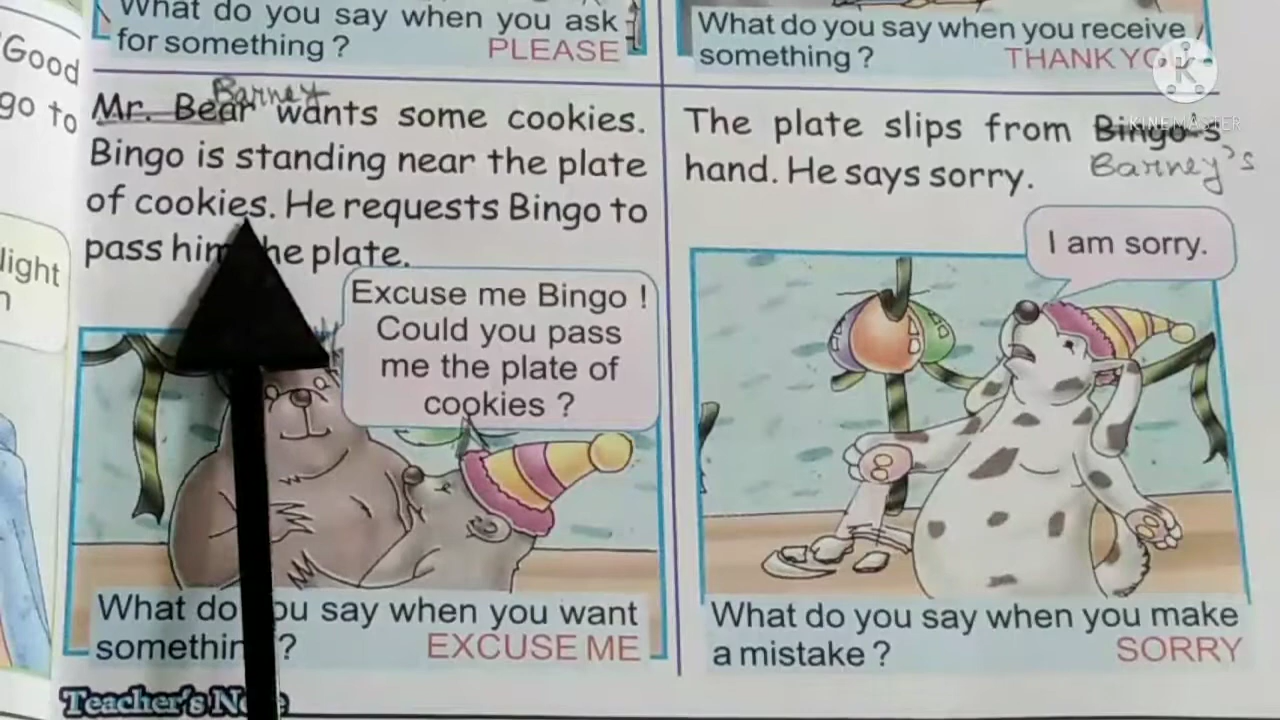 What do you say when you ask
for something ?
PLEASE
What do you say when you receive
something ?
THANK YOU
K
KINEMASTER
Good
go to
light
Barney
Mr. Bear wants some cookies.
Bingo is standing near the plate
of cookies. He requests Bingo to
pass him the plate.
Excuse me Bingo !
Could you pass
me the plate of
cookies ?
What do you say when you want
something ?
EXCUSE ME
The plate slips from Bingo's
hand. He says sorry.
Barney's
I am sorry.
What do you say when you make
a mistake ?
SORRY
Teacher's Note